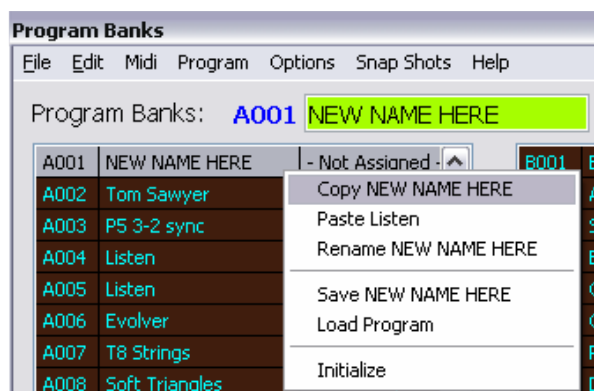 Program Banks
File Edit Midi Program Options Snap Shots Help
Program Banks: A001 NEW NAME HERE
A001 NEW NAME HERE - Not Assigned - B001
A002 Tom Sawyer
A003 P5 3-2 sync
A004 Listen
A005 Listen
A006 Evolver
A007 T8 Strings
A008 Soft Triangles
Copy NEW NAME HERE
Paste Listen
Rename NEW NAME HERE
Save NEW NAME HERE
Load Program
Initialize